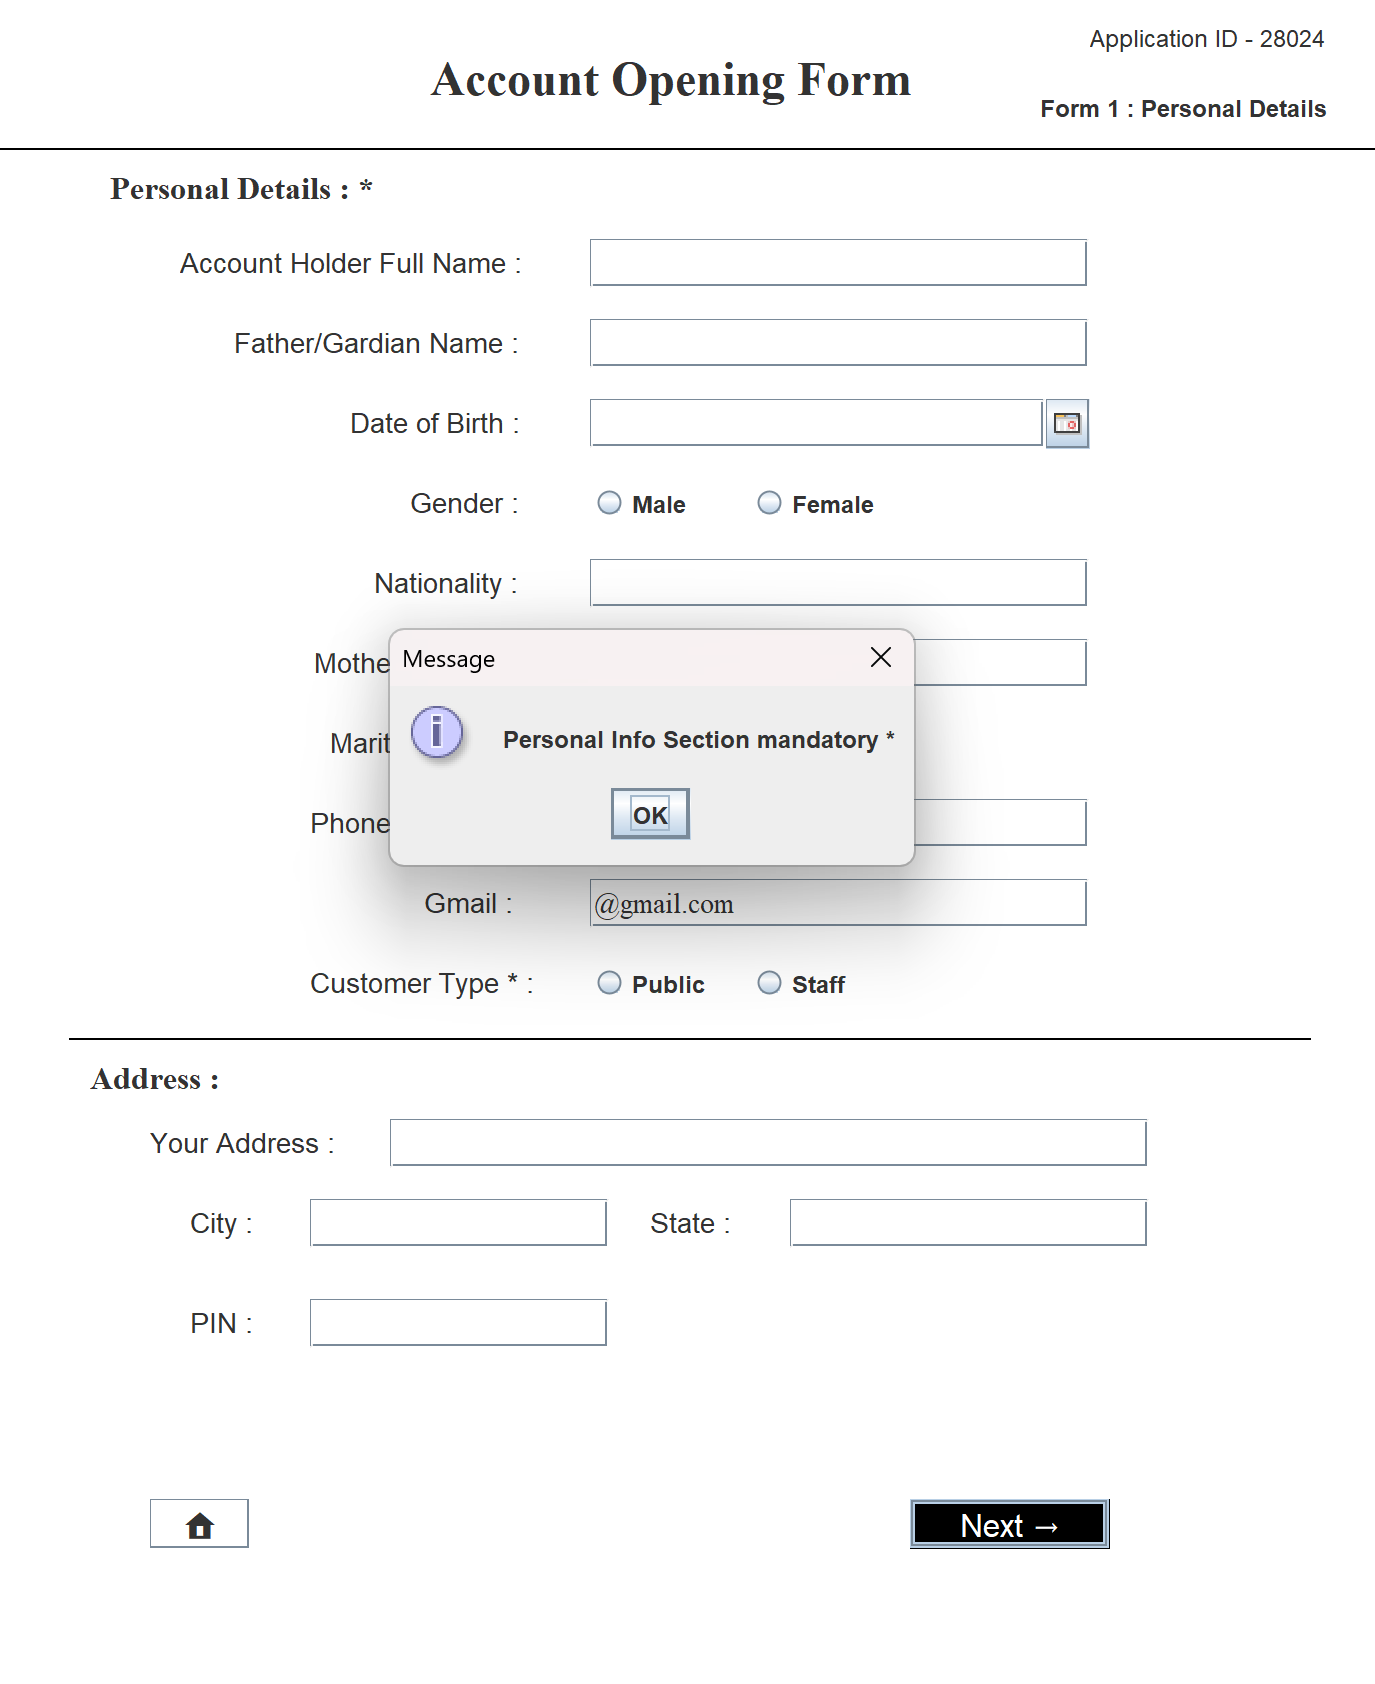 Application ID - 28024
Account Opening Form
Form 1 : Personal Details
Personal Details : *
Account Holder Full Name :
Father/Gardian Name :
Date of Birth :
Gender : Male Female
Nationality :
Message
Personal Info Section mandatory *
OK
Phone
Gmail : @gmail.com
Customer Type * : Public Staff
Address :
Your Address :
City : State :
PIN :
Next →